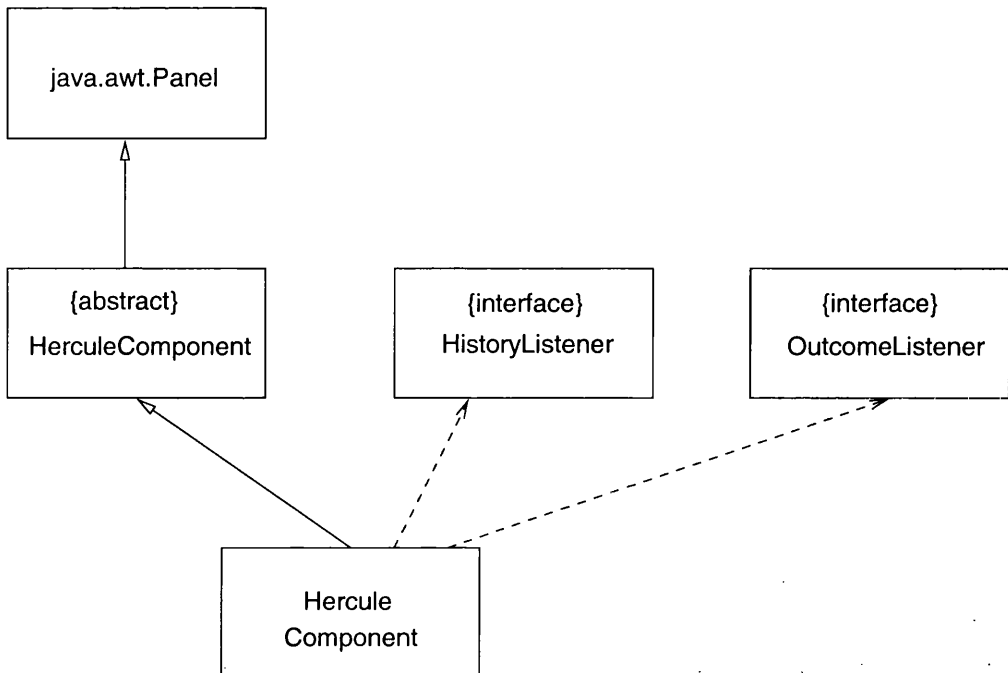 java.awt.Panel
{abstract}
HerculeComponent
{interface}
HistoryListener
{interface}
OutcomeListener
Hercule
Component